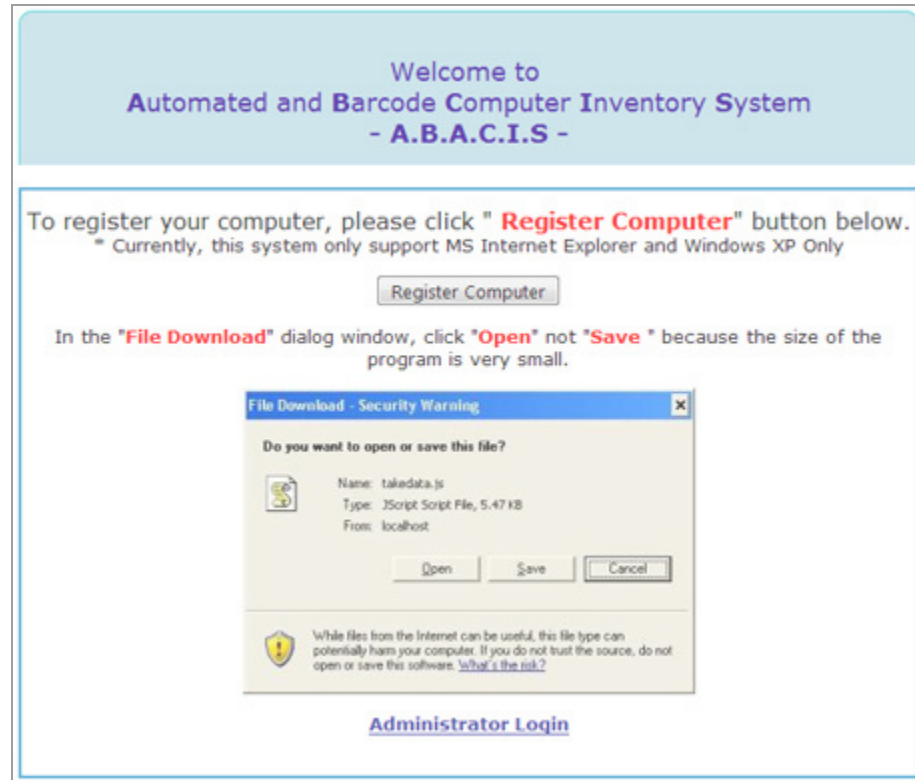 Welcome to
Automated and Barcode Computer Inventory System
- A.B.A.C.I.S -
To register your computer, please click " Register Computer" button below.
* Currently, this system only support MS Internet Explorer and Windows XP Only
Register Computer
In the "File Download" dialog window, click "Open" not "Save " because the size of the
program is very small.
File Download - Security Warning
Do you want to open or save this file?
Name: takedata.js
Type: JScript Script File, 5.47 KB
From: localhost
Open Save Cancel
While files from the Internet can be useful, this file type can
potentially harm your computer. If you do not trust the source, do not
open or save this software. What's the risk?
Administrator Login